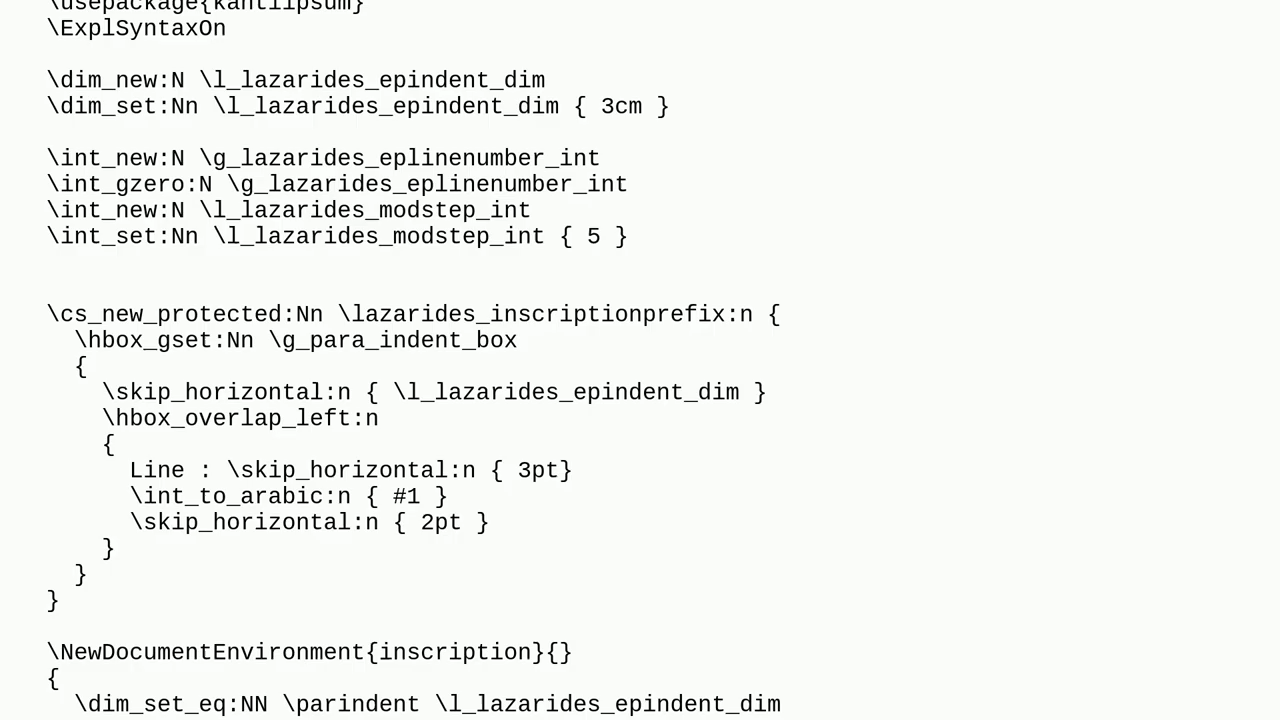 \usepackage{kantlipsum}
\ExplSyntaxOn
\dim_new:N \l_lazarides_epindent_dim
\dim_set:Nn \l_lazarides_epindent_dim { 3cm }
\int_new:N \g_lazarides_eplinenumber_int
\int_gzero:N \g_lazarides_eplinenumber_int
\int_new:N \l_lazarides_modstep_int
\int_set:Nn \l_lazarides_modstep_int { 5 }
\cs_new_protected:Nn \lazarides_inscriptionprefix:n {
  \hbox_gset:Nn \g_para_indent_box
  {
    \skip_horizontal:n { \l_lazarides_epindent_dim }
    \hbox_overlap_left:n
    {
      Line : \skip_horizontal:n { 3pt}
      \int_to_arabic:n { #1 }
      \skip_horizontal:n { 2pt }
    }
  }
}
\NewDocumentEnvironment{inscription}{}
{
  \dim_set_eq:NN \parindent \l_lazarides_epindent_dim